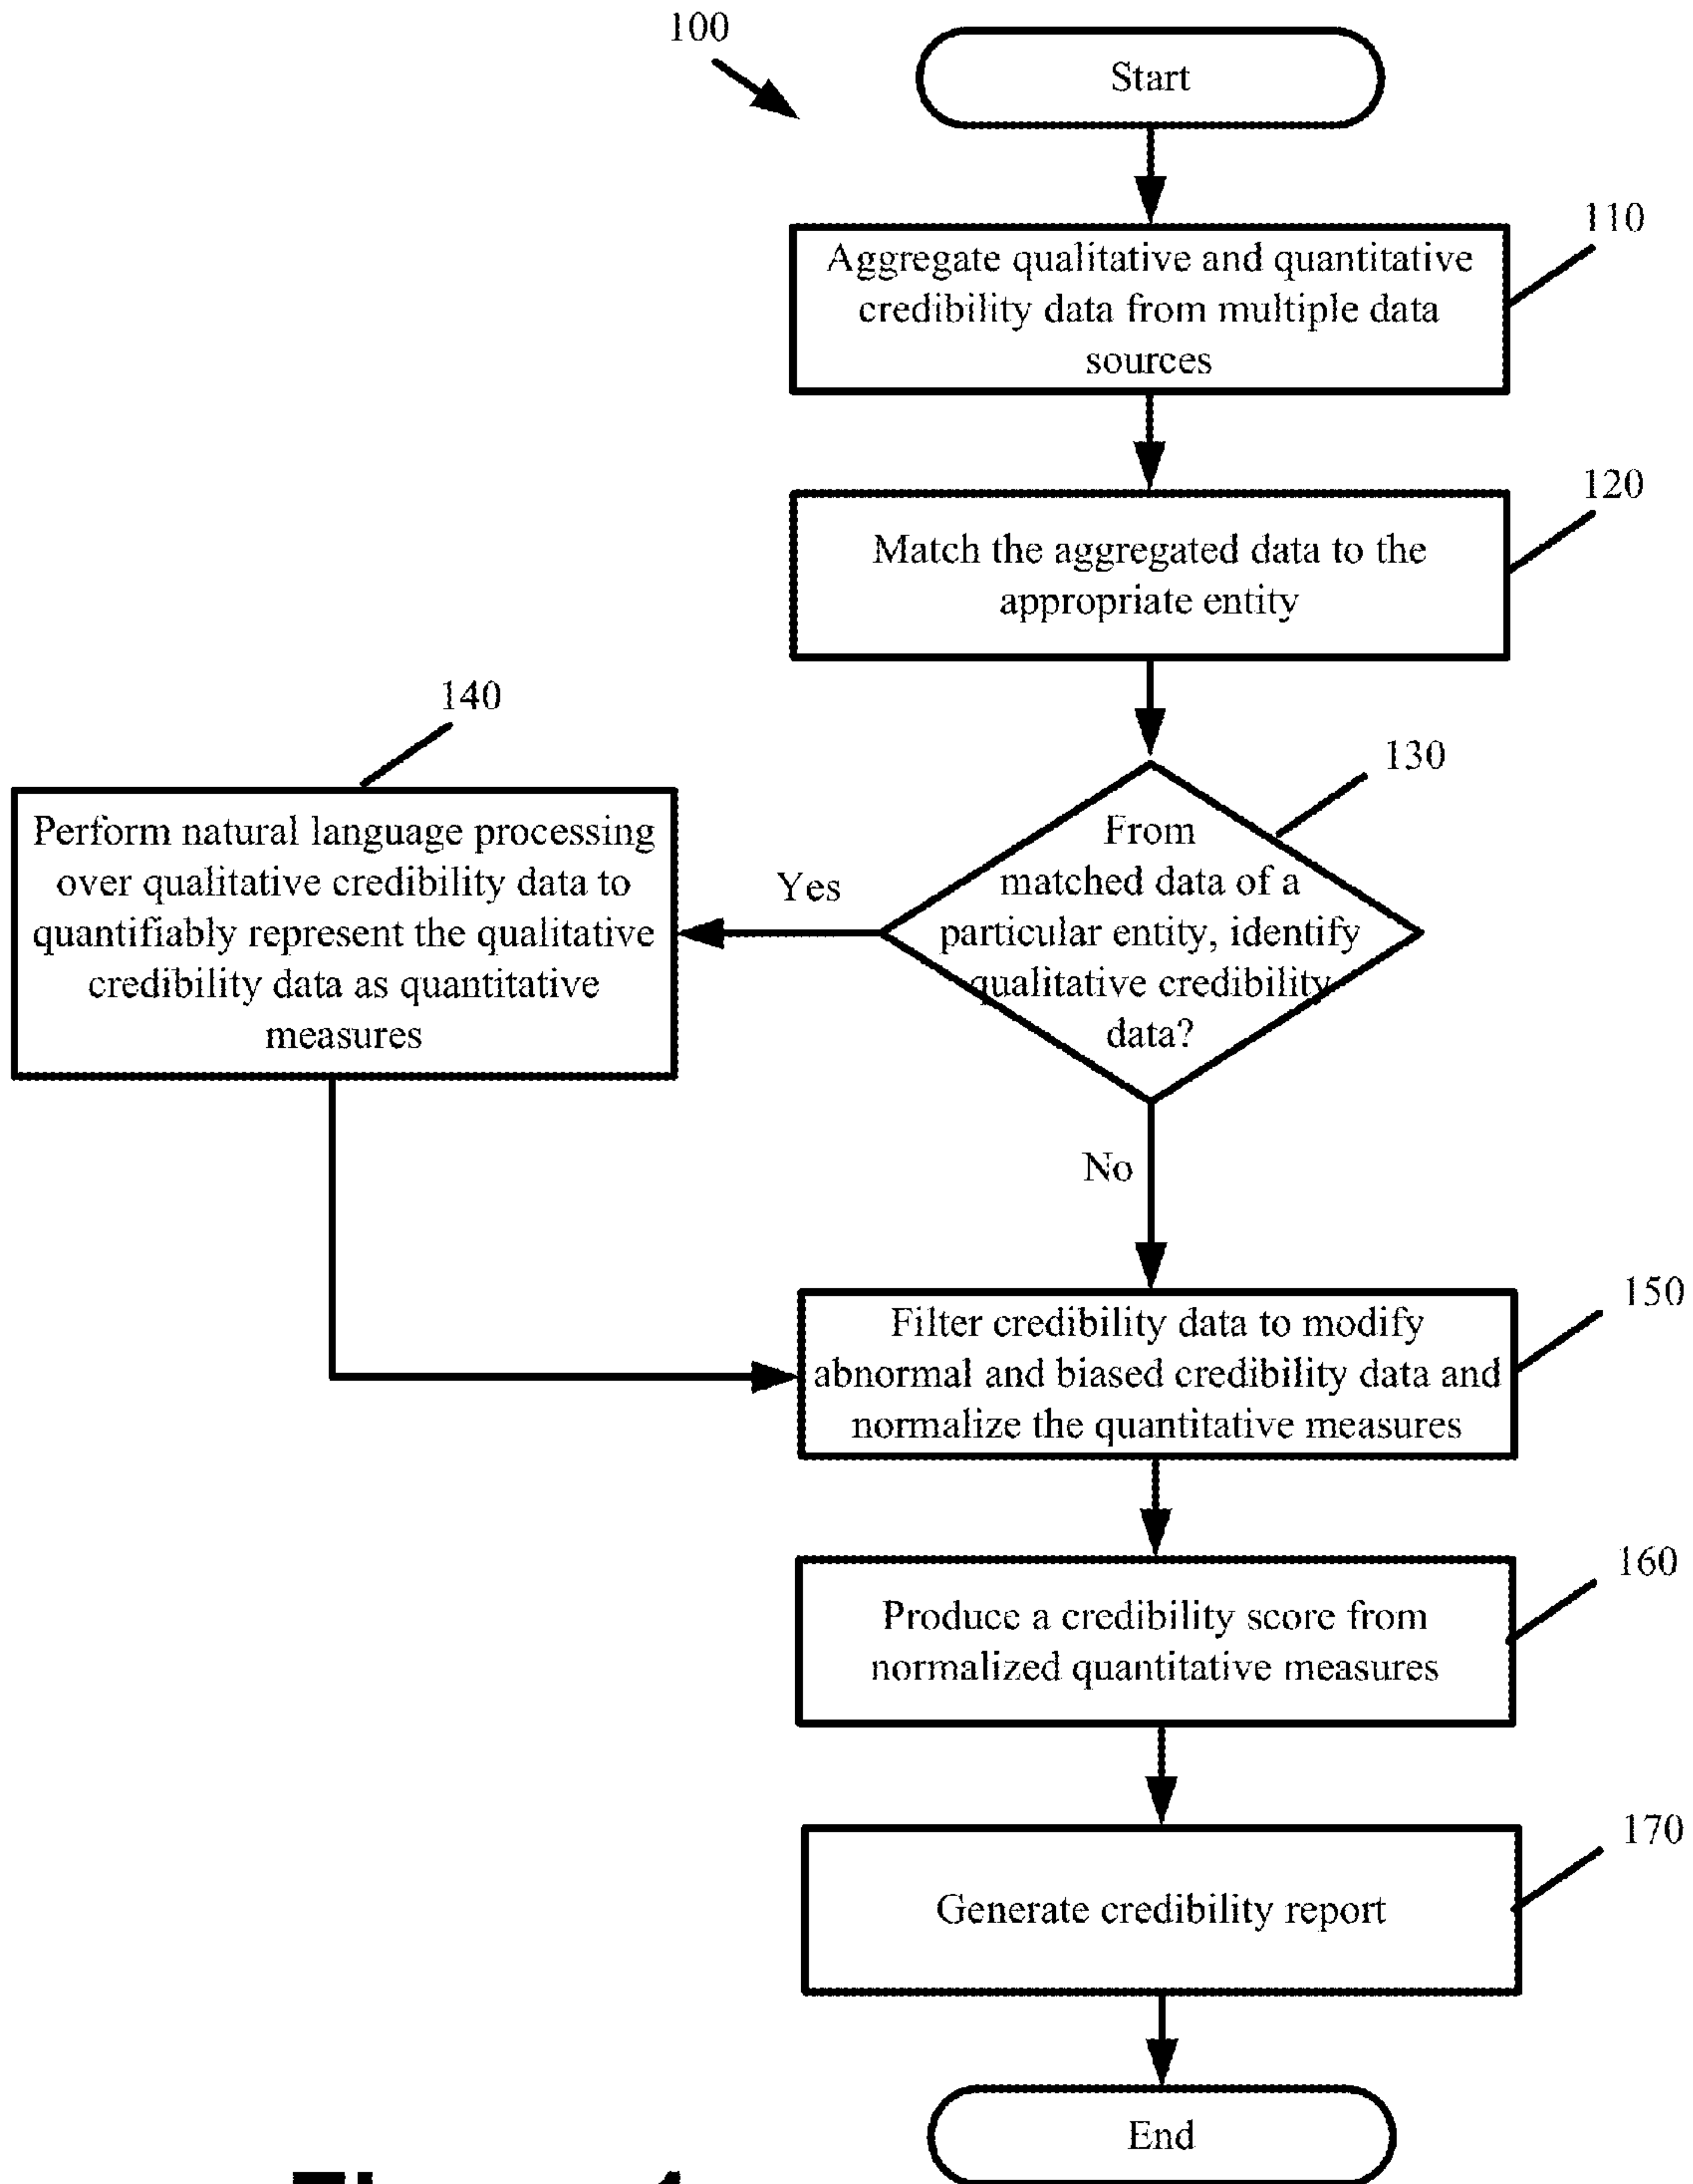 100
Start
110
Aggregate qualitative and quantitative
credibility data from multiple data
sources
120
Match the aggregated data to the
appropriate entity
130
From
matched data of a
particular entity, identify
qualitative credibility
data?
Yes
140
Perform natural language processing
over qualitative credibility data to
quantifiably represent the qualitative
credibility data as quantitative
measures
No
150
Filter credibility data to modify
abnormal and biased credibility data and
normalize the quantitative measures
160
Produce a credibility score from
normalized quantitative measures
170
Generate credibility report
End